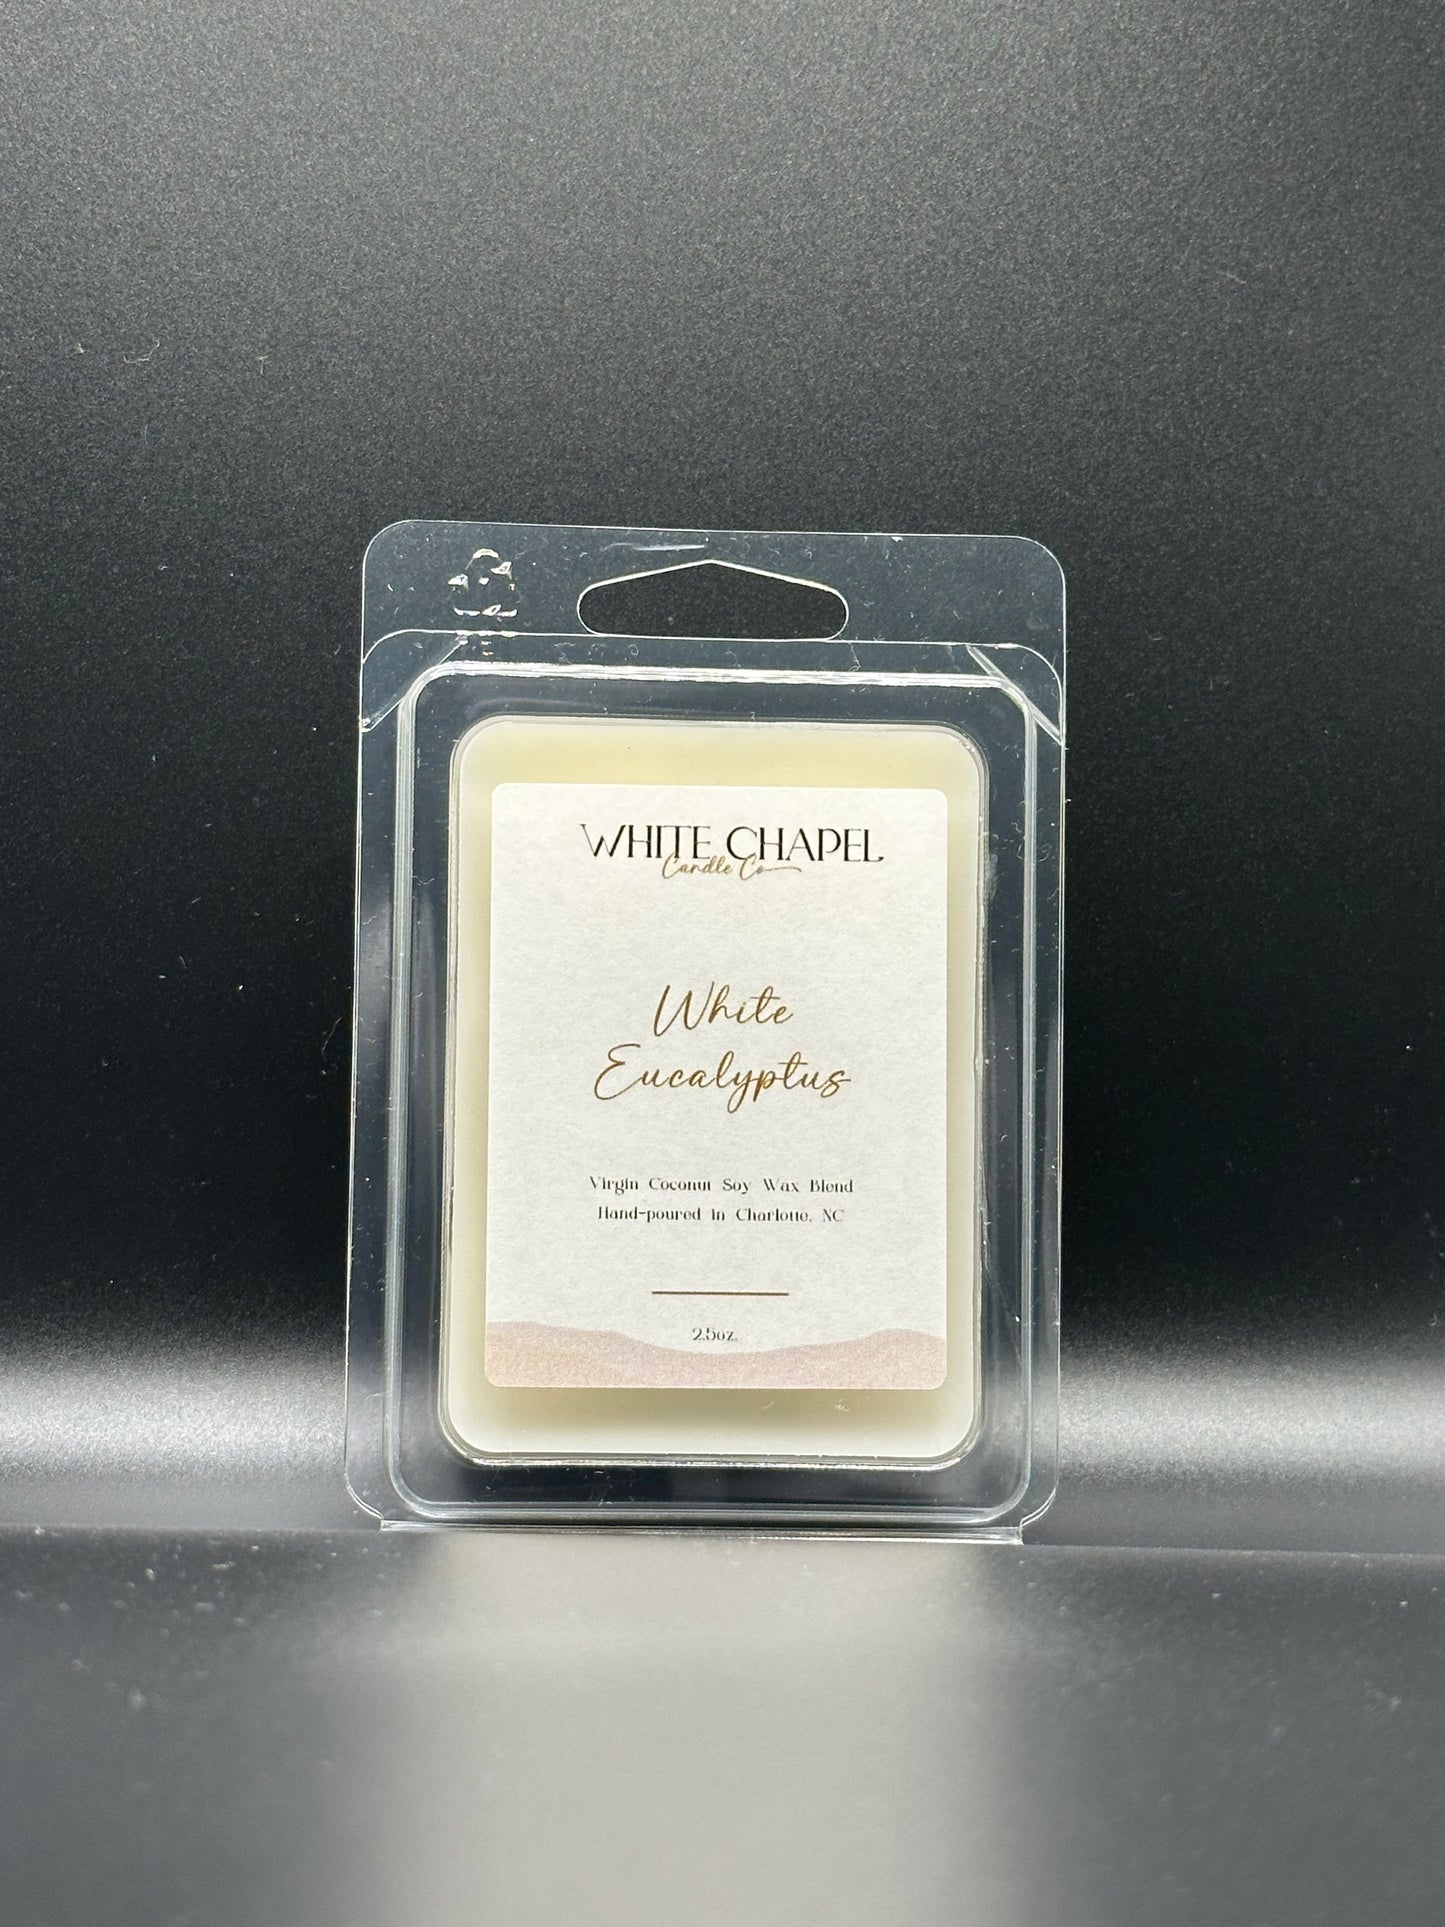 WHITE CHAPEL
Candle Co
White
Eucalyptus
Virgin Coconut Soy Wax Blend
Hand-poured in Charlotte, NC
2.5oz.